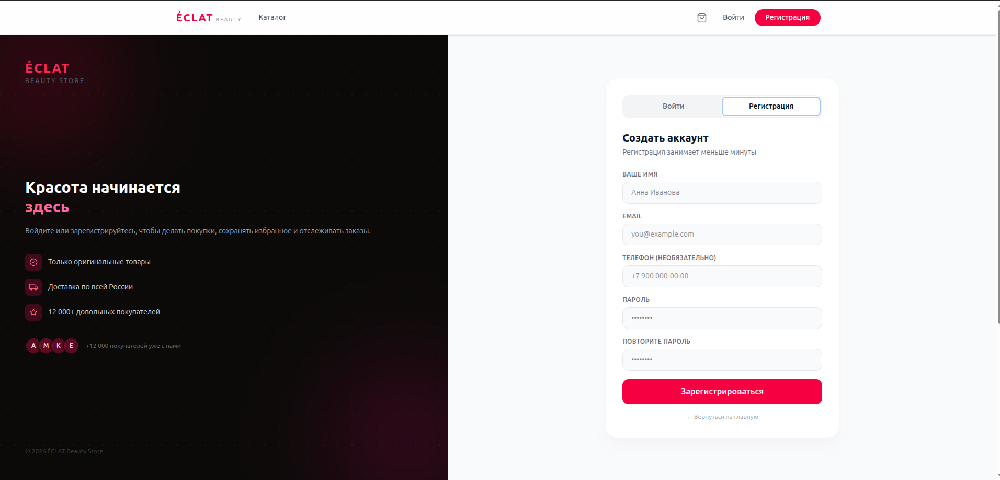 ÉCLAT BEAUTY Каталог Войти Регистрация
ÉCLAT
BEAUTY STORE
Красота начинается
здесь
Войдите или зарегистрируйтесь, чтобы делать покупки, сохранять избранное и отслеживать заказы.
Только оригинальные товары
Доставка по всей России
12 000+ довольных покупателей
A M K E +12 000 покупателей уже с нами
© 2026 ÉCLAT Beauty Store
Войти Регистрация
Создать аккаунт
Регистрация занимает меньше минуты
ВАШЕ ИМЯ
Анна Иванова
EMAIL
you@example.com
ТЕЛЕФОН (НЕОБЯЗАТЕЛЬНО)
+7 900 000-00-00
ПАРОЛЬ
••••••••
ПОВТОРИТЕ ПАРОЛЬ
••••••••
Зарегистрироваться
← Вернуться на главную